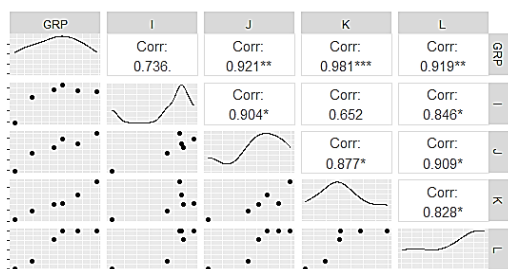 GRP I J K L
Corr: Corr: Corr: Corr:
0.736. 0.921** 0.981*** 0.919**
GRP
Corr: Corr: Corr:
0.904* 0.652 0.846*
I
Corr: Corr:
0.877* 0.909*
J
Corr:
0.828*
K
L